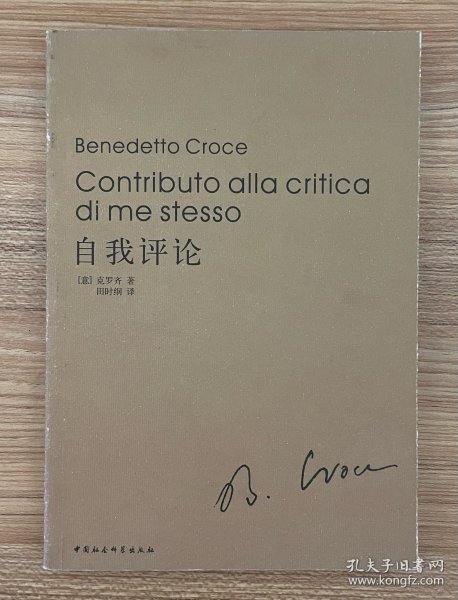 Benedetto Croce
Contributo alla critica
di me stesso
自我评论
[意] 克罗齐 著
田时纲 译
B. Croce
中国社会科学出版社
孔夫子旧书网
www.kongfz.com